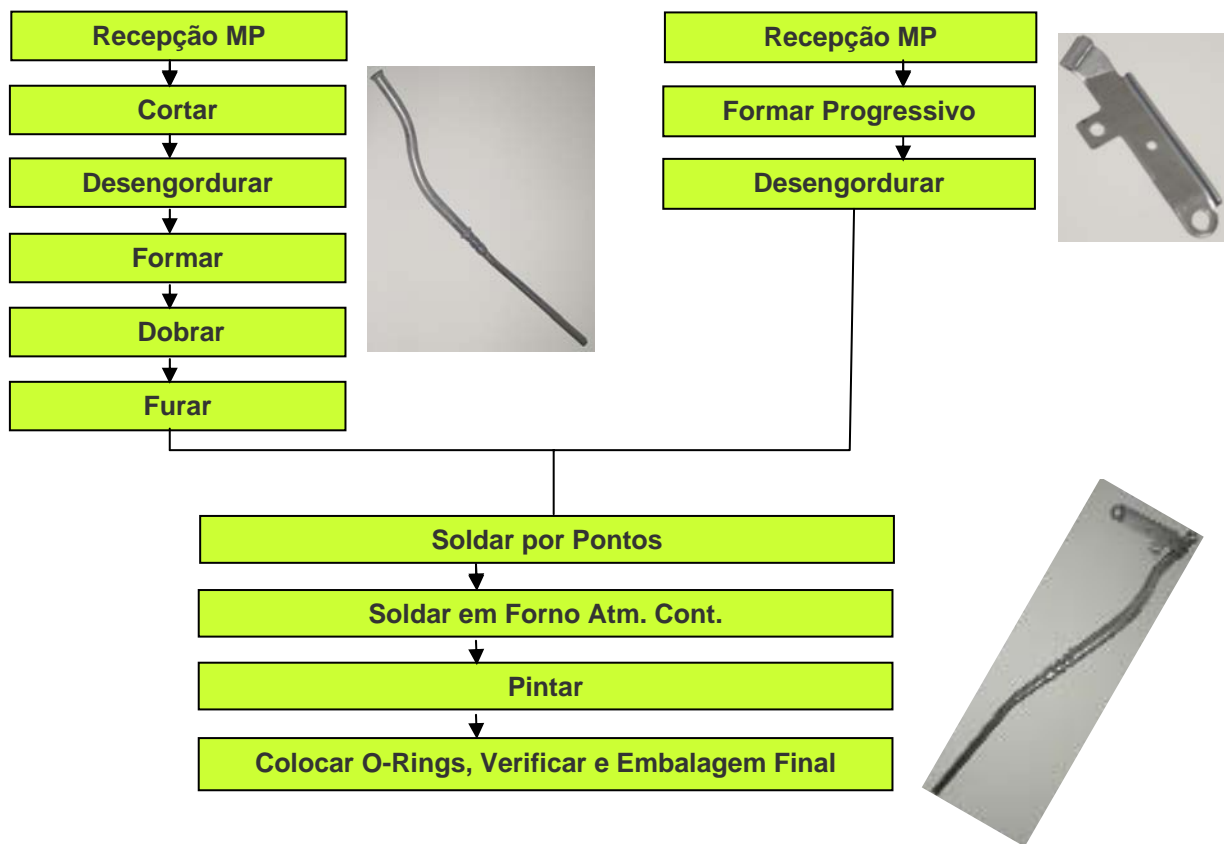 Recepção MP
Cortar
Desengordurar
Formar
Dobrar
Furar
Recepção MP
Formar Progressivo
Desengordurar
Soldar por Pontos
Soldar em Forno Atm. Cont.
Pintar
Colocar O-Rings, Verificar e Embalagem Final